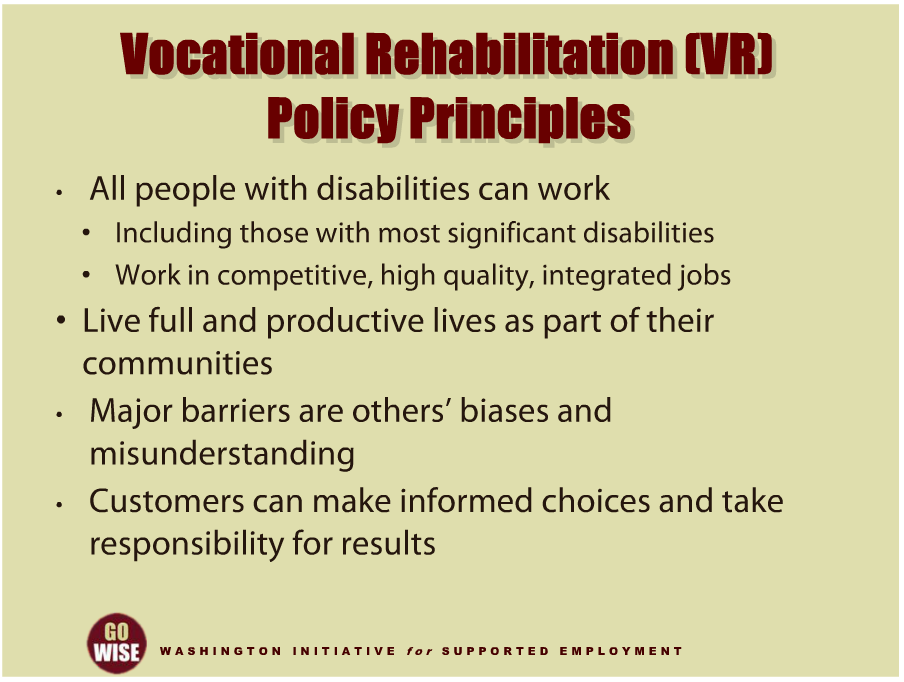 Vocational Rehabilitation (VR)
Policy Principles
• All people with disabilities can work
• Including those with most significant disabilities
• Work in competitive, high quality, integrated jobs
• Live full and productive lives as part of their
communities
• Major barriers are others’ biases and
misunderstanding
• Customers can make informed choices and take
responsibility for results
GO
WISE
WASHINGTON INITIATIVE for SUPPORTED EMPLOYMENT